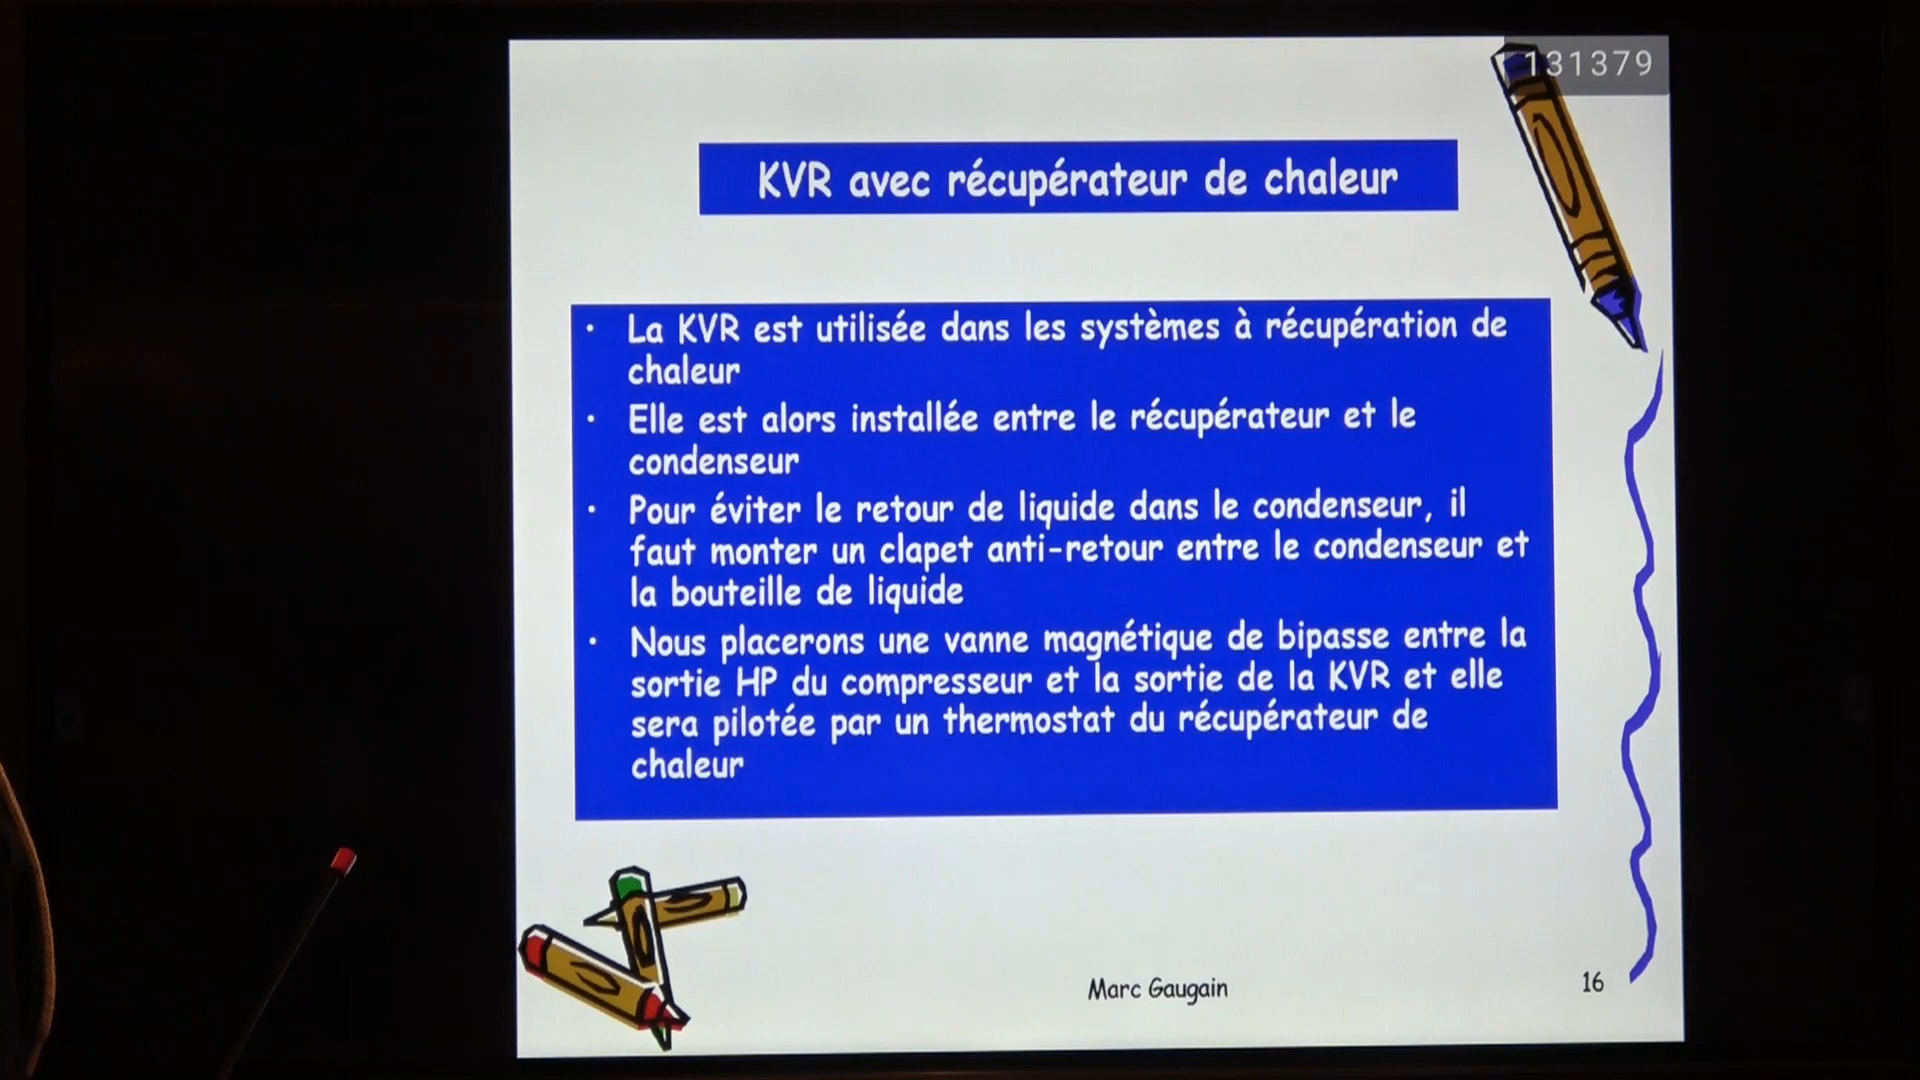 131379
KVR avec récupérateur de chaleur
• La KVR est utilisée dans les systèmes à récupération de
chaleur
• Elle est alors installée entre le récupérateur et le
condenseur
• Pour éviter le retour de liquide dans le condenseur, il
faut monter un clapet anti-retour entre le condenseur et
la bouteille de liquide
• Nous placerons une vanne magnétique de bipasse entre la
sortie HP du compresseur et la sortie de la KVR et elle
sera pilotée par un thermostat du récupérateur de
chaleur
Marc Gaugain
16